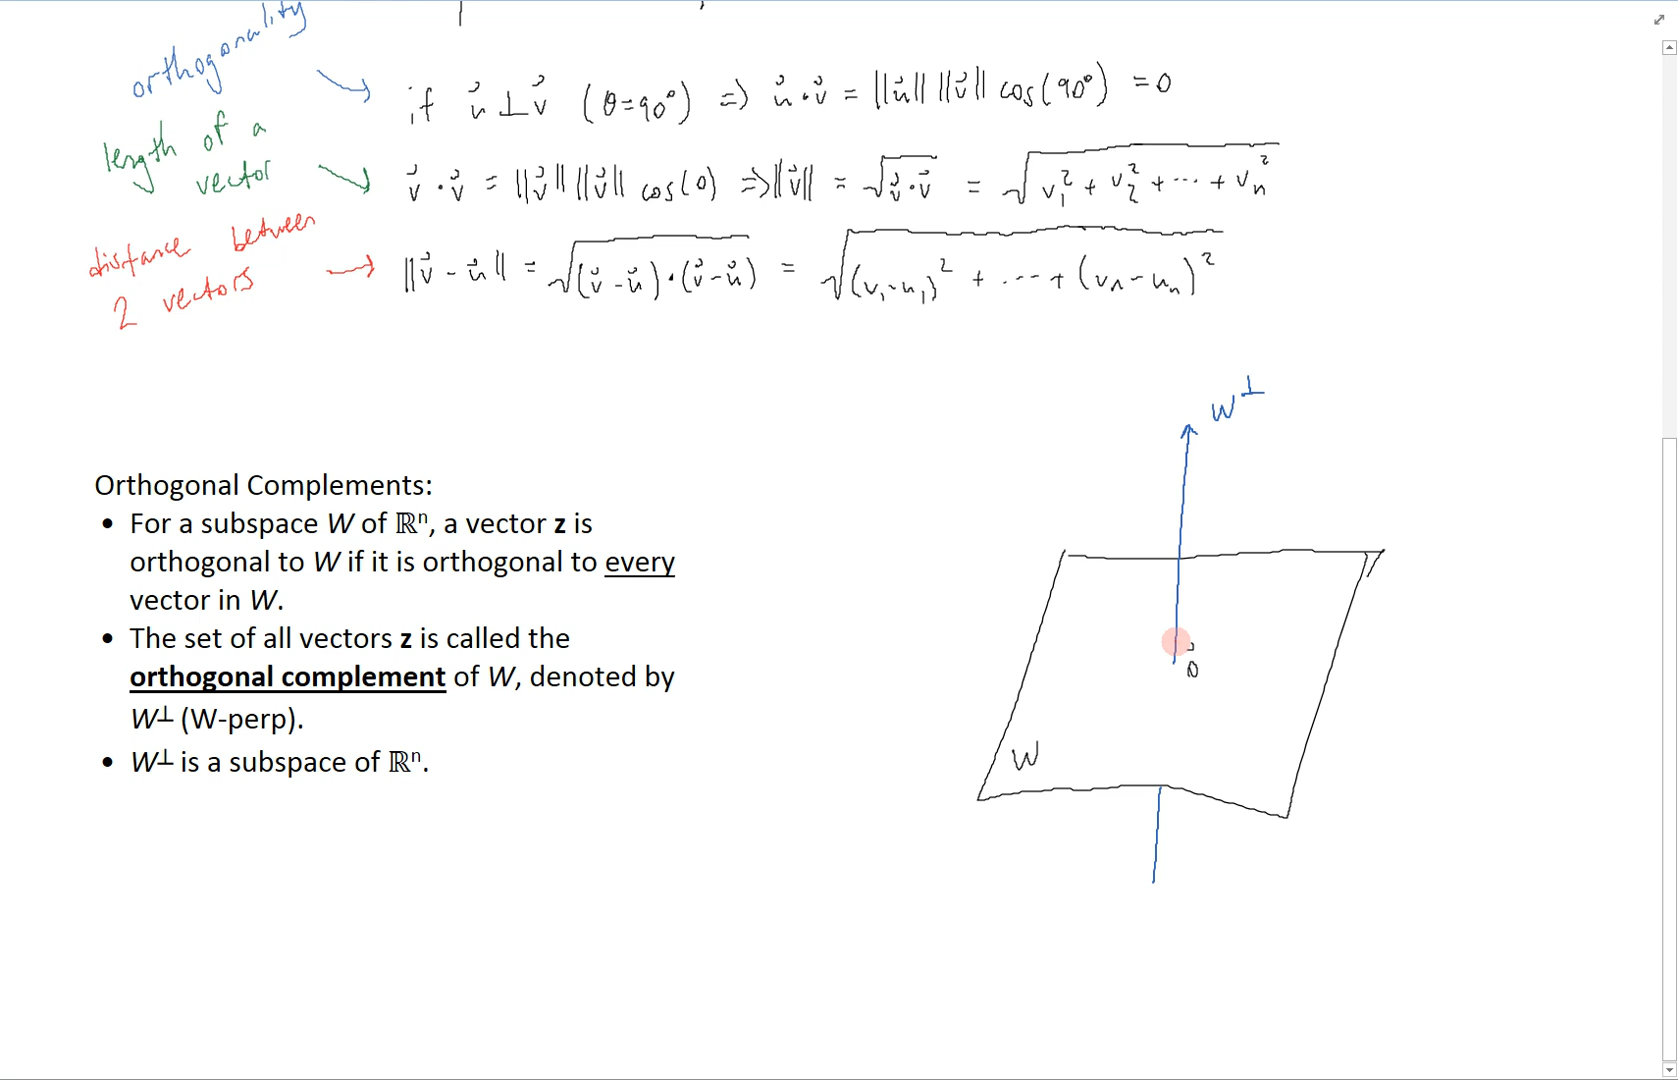 orthogonality
if u⃗ ⊥ v⃗ (θ=90°) ⇒ u⃗ · v⃗ = ||u⃗|| ||v⃗|| cos(90°) = 0
length of a
vector
v⃗ · v⃗ = ||v⃗|| ||v⃗|| cos(0) ⇒ ||v⃗|| = √(v⃗ · v⃗) = √(v₁² + v₂² + ··· + vₙ²)
distance between
2 vectors
||v⃗ - u⃗|| = √((v⃗ - u⃗) · (v⃗ - u⃗)) = √((v₁ - u₁)² + ··· + (vₙ - uₙ)²)
W⊥
Orthogonal Complements:
• For a subspace W of ℝⁿ, a vector z is
orthogonal to W if it is orthogonal to every
vector in W.
• The set of all vectors z is called the
orthogonal complement of W, denoted by
W⊥ (W-perp).
• W⊥ is a subspace of ℝⁿ.
0⃗
W